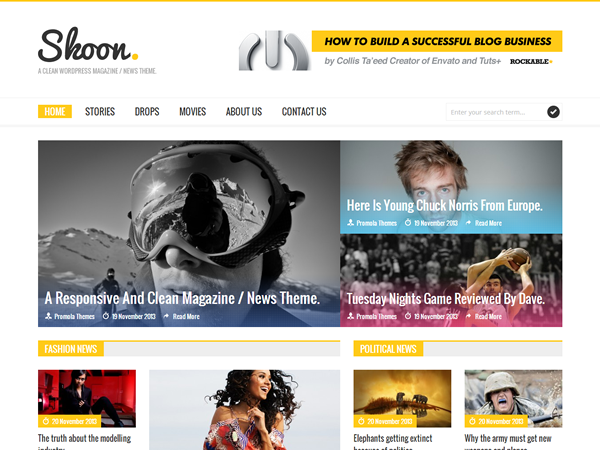 Skoon.
A CLEAN WORDPRESS MAGAZINE / NEWS THEME.
HOW TO BUILD A SUCCESSFUL BLOG BUSINESS
by Collis Ta'eed Creator of Envato and Tuts+ ROCKABLE
HOME STORIES DROPS MOVIES ABOUT US CONTACT US
Enter your search term...
Here Is Young Chuck Norris From Europe.
Promola Themes 19 November 2013 Read More
A Responsive And Clean Magazine / News Theme.
Promola Themes 19 November 2013 Read More
Tuesday Nights Game Reviewed By Dave.
Promola Themes 19 November 2013 Read More
FASHION NEWS
POLITICAL NEWS
20 November 2013
20 November 2013
20 November 2013
The truth about the modelling
industry
Elephants getting extinct
because of politics
Why the army must get new
weapons and planes